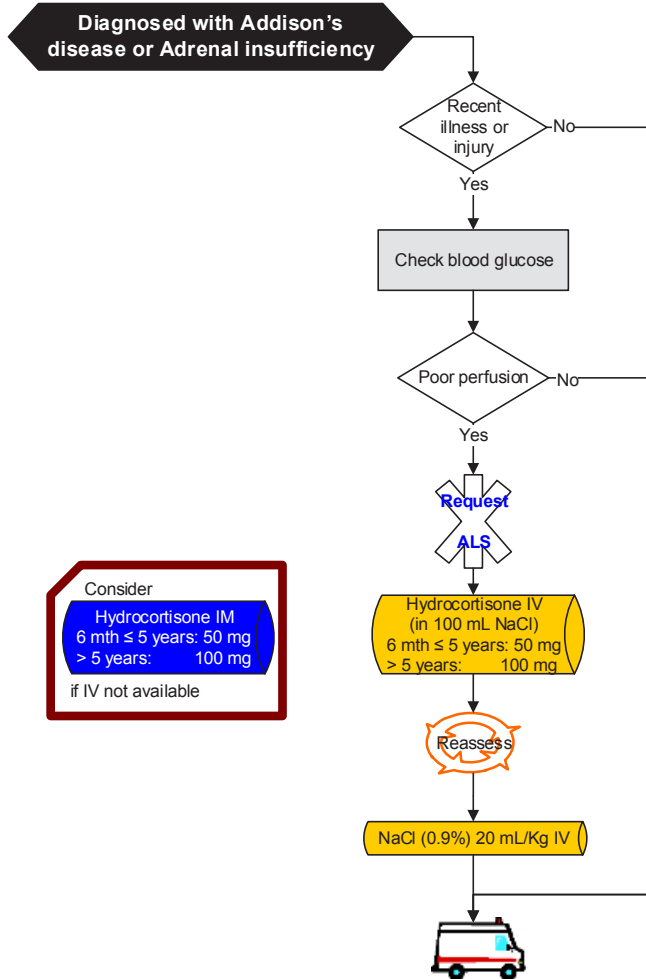 Diagnosed with Addison's
disease or Adrenal insufficiency
Recent
illness or
injury
No
Yes
Check blood glucose
Poor perfusion
No
Yes
Request
ALS
Consider
Hydrocortisone IM
6 mth ≤ 5 years: 50 mg
> 5 years: 100 mg
if IV not available
Hydrocortisone IV
(in 100 mL NaCl)
6 mth ≤ 5 years: 50 mg
> 5 years: 100 mg
Reassess
NaCl (0.9%) 20 mL/Kg IV